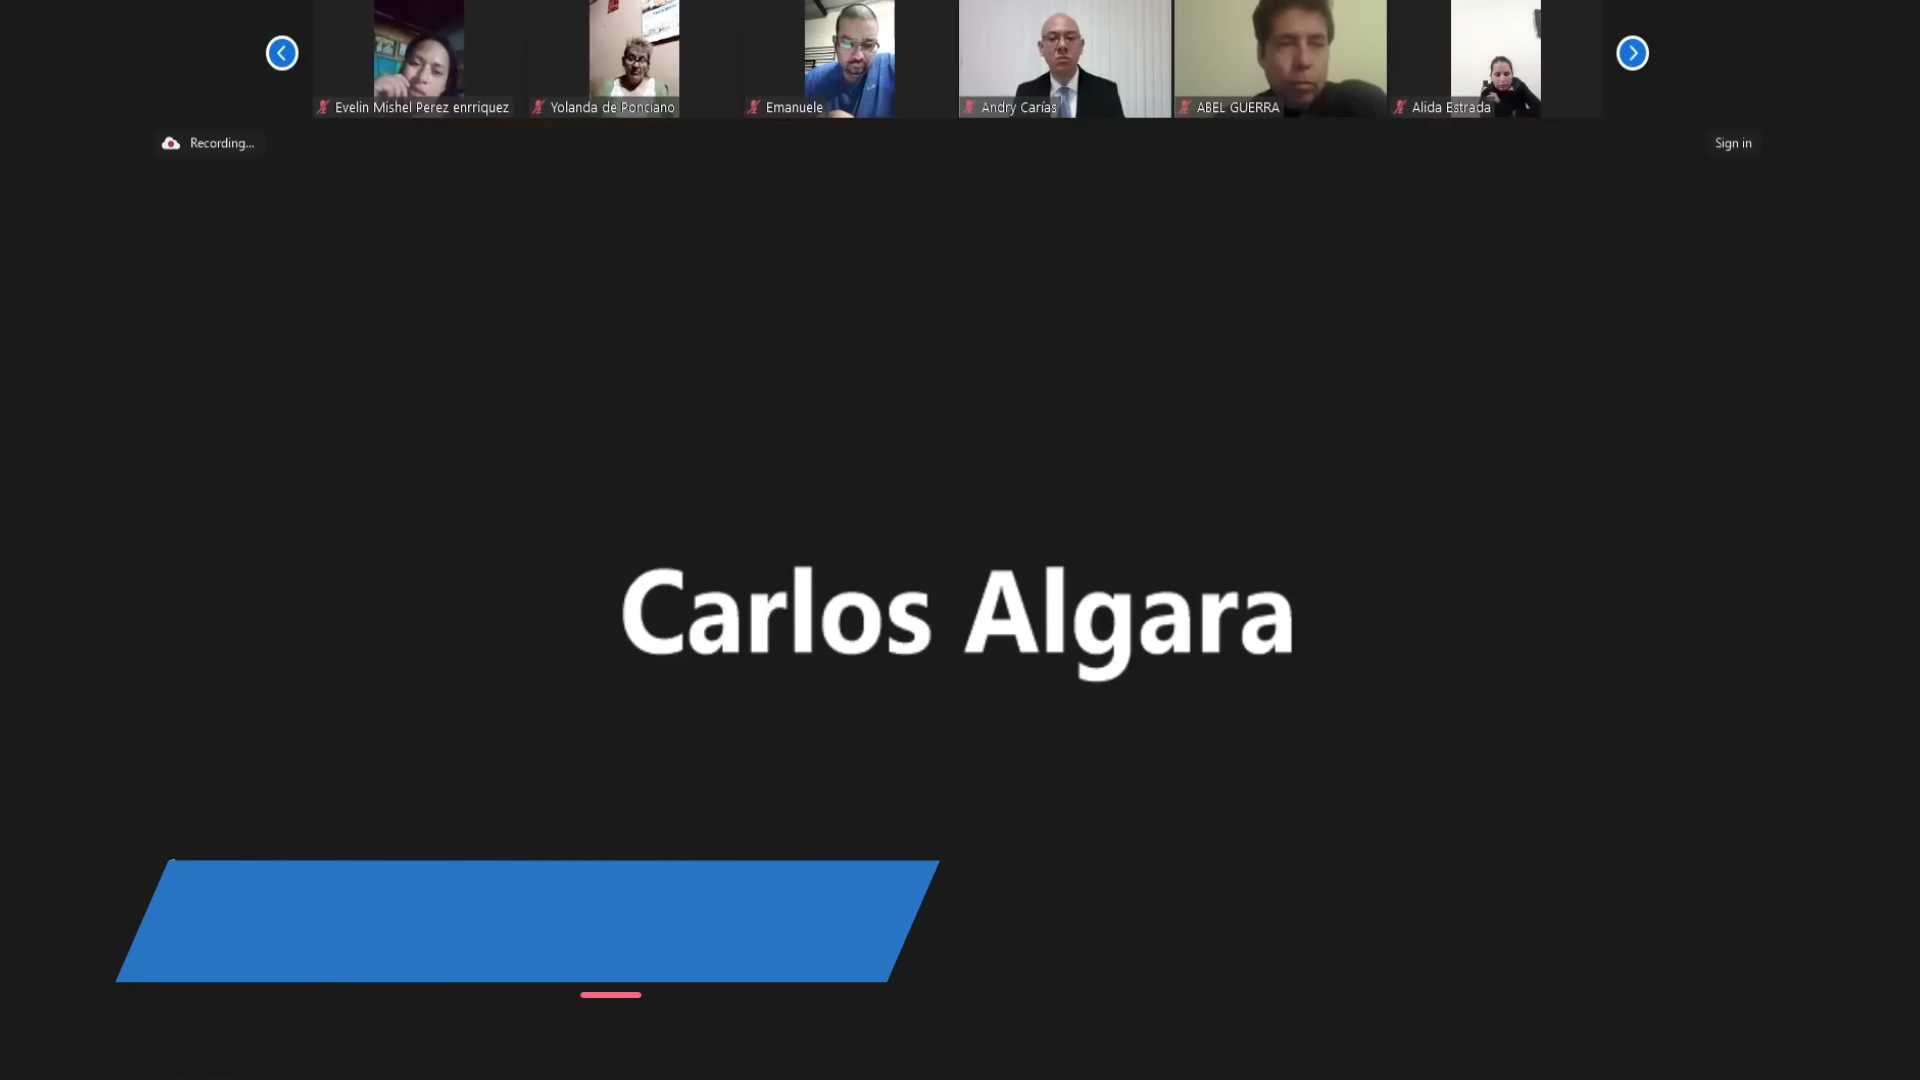 Evelin Mishel Perez enrriquez
Yolanda de Ponciano
Emanuele
Andry Carías
ABEL GUERRA
Alida Estrada
Recording...
Sign in
Carlos Algara